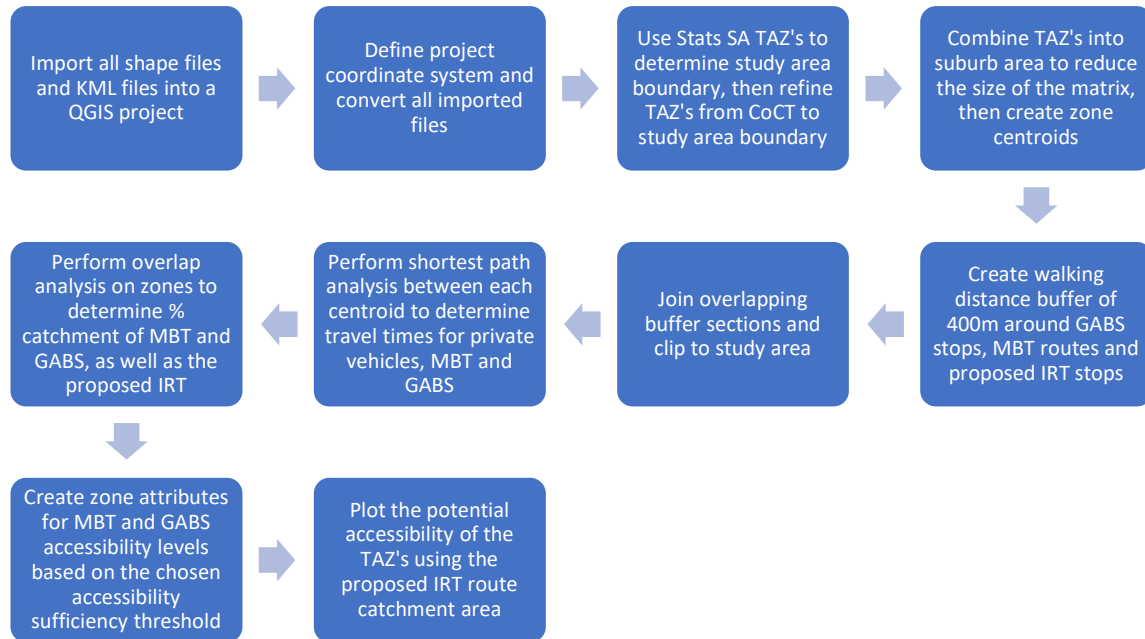 Import all shape files
and KML files into a
QGIS project
Define project
coordinate system and
convert all imported
files
Use Stats SA TAZ's to
determine study area
boundary, then refine
TAZ's from CoCT to
study area boundary
Combine TAZ's into
suburb area to reduce
the size of the matrix,
then create zone
centroids
Create walking
distance buffer of
400m around GABS
stops, MBT routes and
proposed IRT stops
Join overlapping
buffer sections and
clip to study area
Perform shortest path
analysis between each
centroid to determine
travel times for private
vehicles, MBT and
GABS
Perform overlap
analysis on zones to
determine %
catchment of MBT and
GABS, as well as the
proposed IRT
Create zone attributes
for MBT and GABS
accessibility levels
based on the chosen
accessibility
sufficiency threshold
Plot the potential
accessibility of the
TAZ's using the
proposed IRT route
catchment area